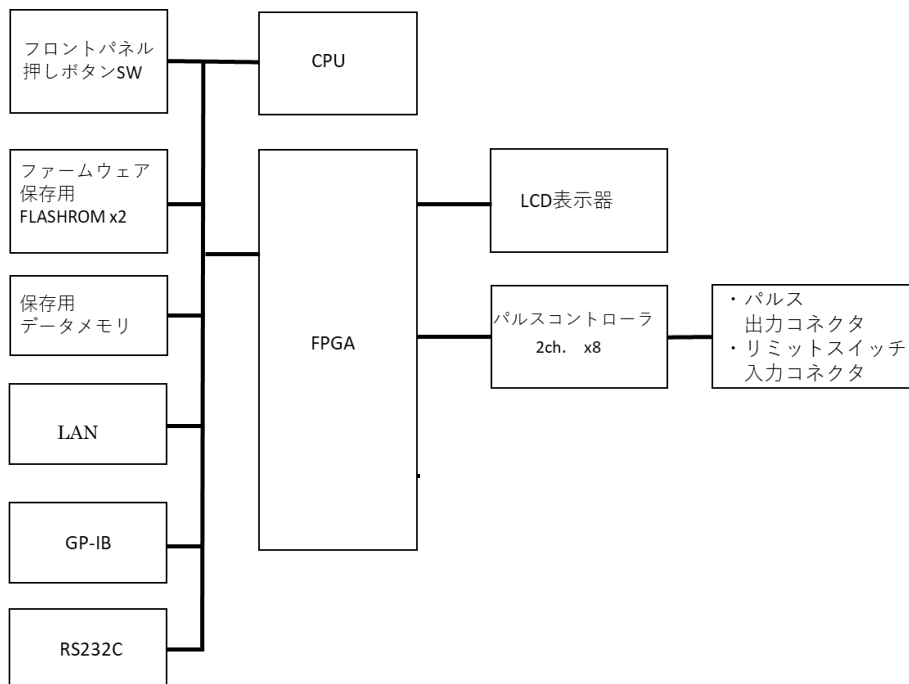 フロントパネル
押しボタンSW
CPU
ファームウェア
保存用
FLASHROM x2
LCD表示器
保存用
データメモリ
FPGA
パルスコントローラ
2ch. x8
・パルス
出力コネクタ
・リミットスイッチ
入力コネクタ
LAN
GP-IB
RS232C